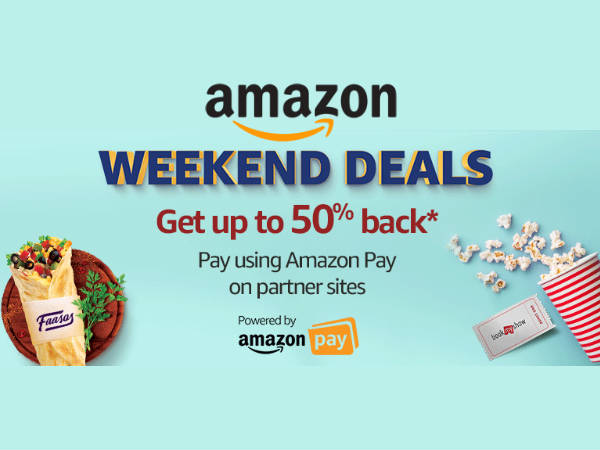 amazon
WEEKEND DEALS
Get up to 50% back*
Pay using Amazon Pay
on partner sites
Powered by
amazon pay
Faasos
bookmyshow